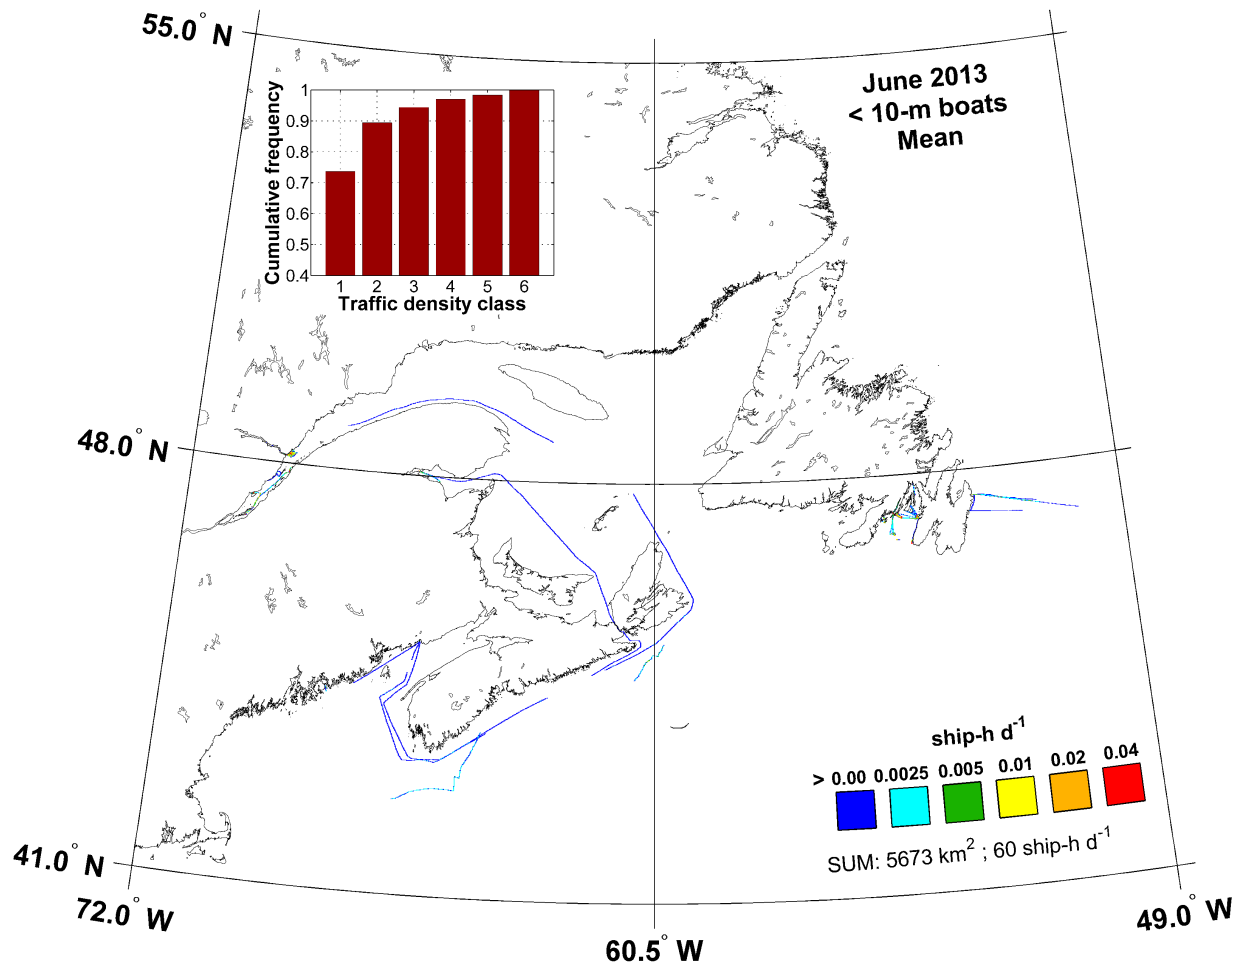 55.0° N
June 2013
< 10-m boats
Mean
Cumulative frequency
1
0.9
0.8
0.7
0.6
0.5
0.4
1 2 3 4 5 6
Traffic density class
48.0° N
ship-h d⁻¹
> 0.00 0.0025 0.005 0.01 0.02 0.04
SUM: 5673 km² ; 60 ship-h d⁻¹
41.0° N
72.0° W
60.5° W
49.0° W